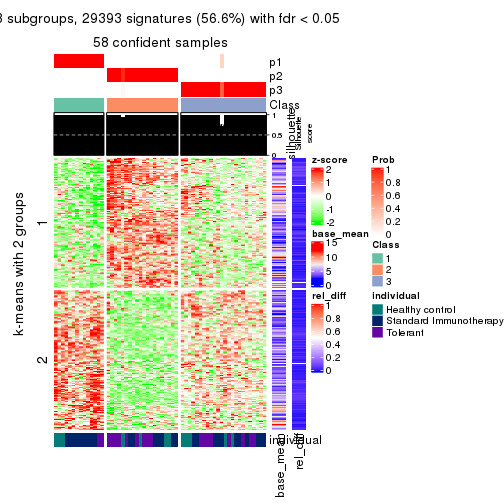 3 subgroups, 29393 signatures (56.6%) with fdr < 0.05
58 confident samples
p1
p2
p3
Class
1
0.5
0
silhouette
Silhouette
score
k-means with 2 groups
1
2
individual
base_mean
rel_diff
z-score
2
1
0
-1
-2
base_mean
15
10
5
0
rel_diff
1
0.8
0.6
0.4
0.2
0
Prob
1
0.8
0.6
0.4
0.2
0
Class
1
2
3
individual
Healthy control
Standard Immunotherapy
Tolerant